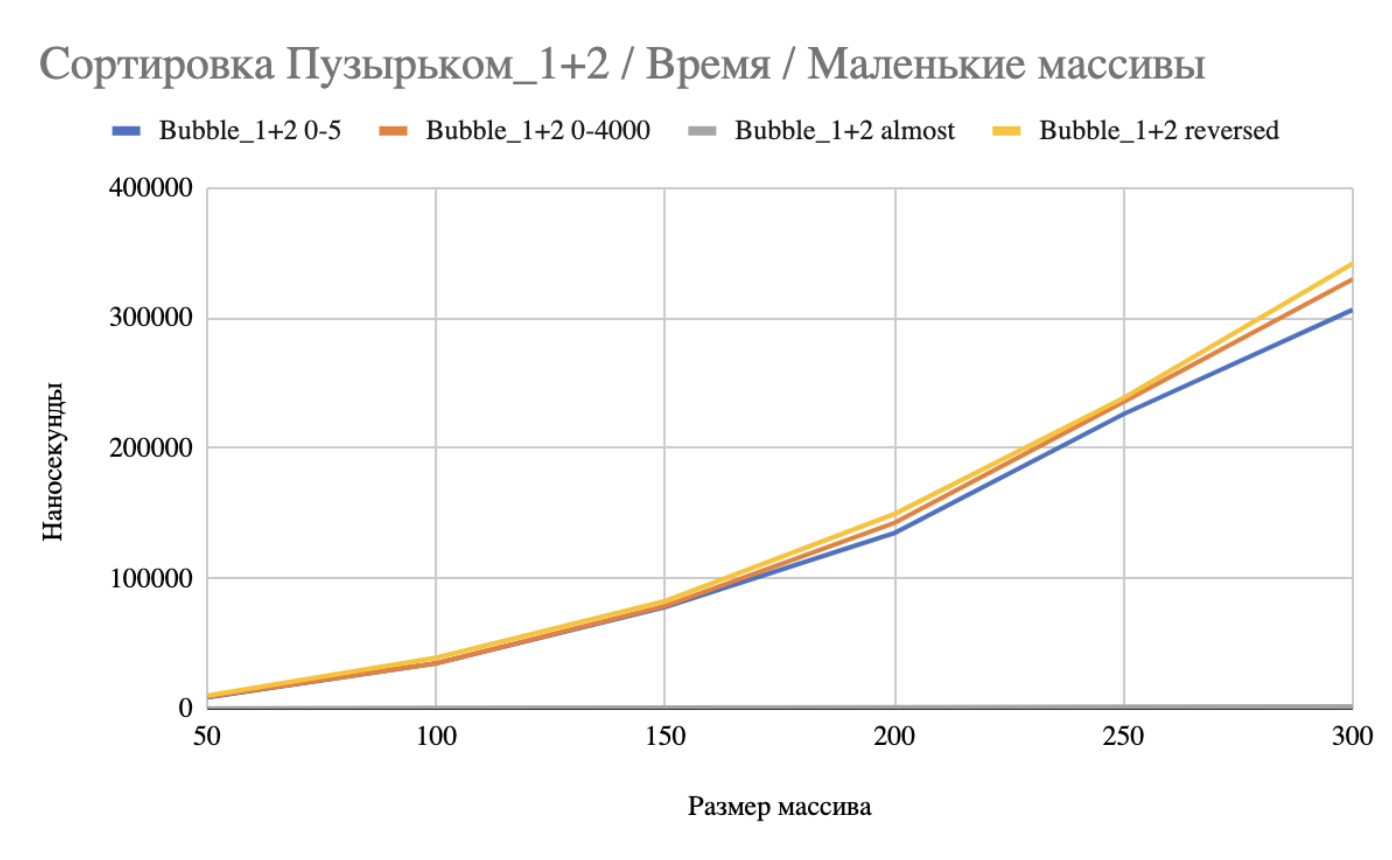 Сортировка Пузырьком_1+2 / Время / Маленькие массивы
Bubble_1+2 0-5 Bubble_1+2 0-4000 Bubble_1+2 almost Bubble_1+2 reversed
400000
300000
200000
100000
0
Наносекунды
50 100 150 200 250 300
Размер массива